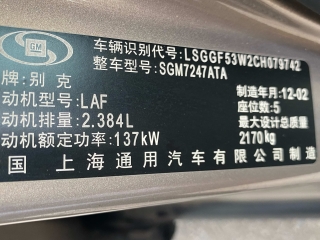 GM
车辆识别代号: LSGGF53W2CH079742
整车型号: SGM7247ATA
牌: 别 克
制造年月: 12-02
动机型号: LAF
座位数: 5
动机排量: 2.384L
最大设计总质量
动机额定功率: 137kW
2170kg
国 上海通用汽车有限公司 制造